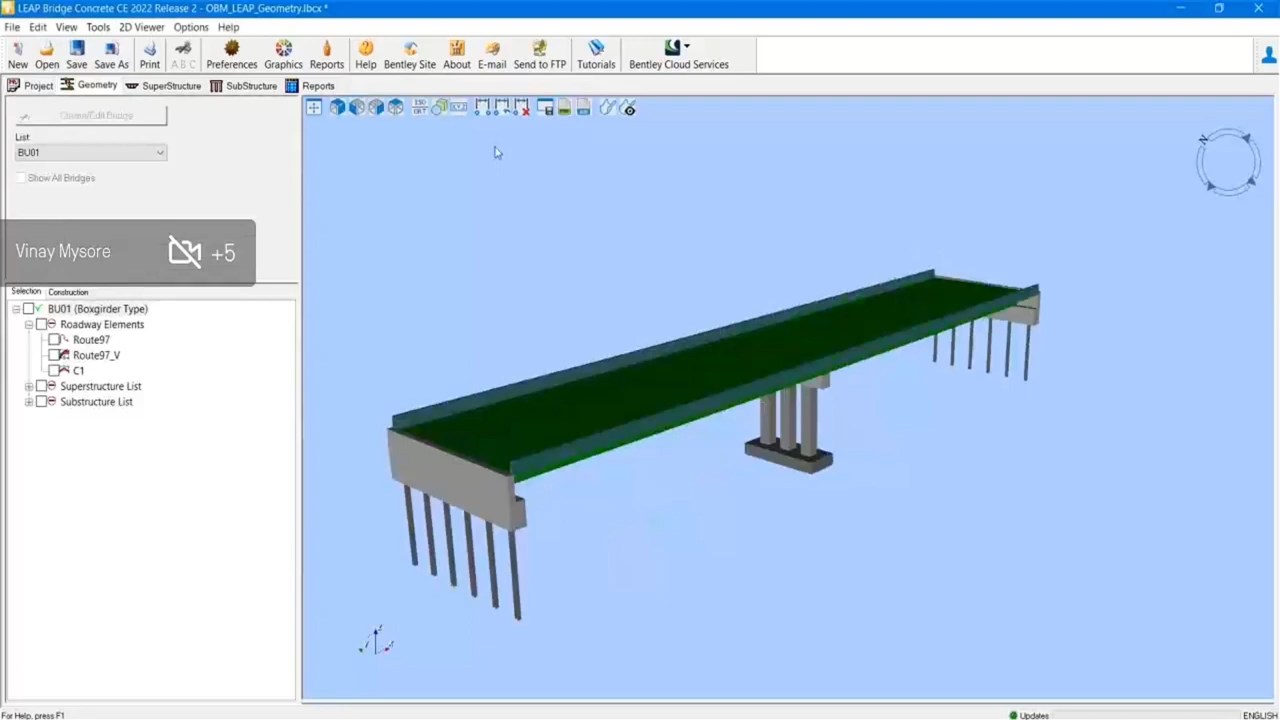 LEAP Bridge Concrete CE 2022 Release 2 - OBM_LEAP_Geometry.lbcx *
File Edit View Tools 2D Viewer Options Help
New Open Save Save As Print A.B.C Preferences Graphics Reports Help Bentley Site About E-mail Send to FTP Tutorials Bentley Cloud Services
Project Geometry SuperStructure SubStructure Reports
Create/Edit Bridge
List:
BU01
Show All Bridges
Vinay Mysore +5
Selection Construction
BU01 (Boxgirder Type)
Roadway Elements
Route97
Route97_V
C1
Superstructure List
Substructure List
N
For Help, press F1
Updates ENGLISH